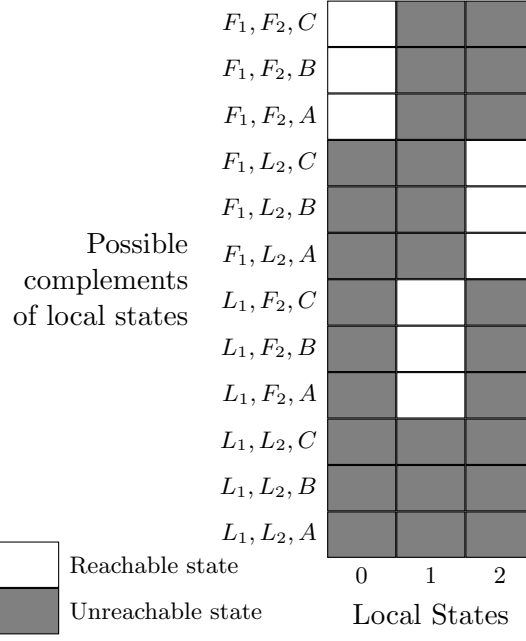 F₁, F₂, C
F₁, F₂, B
F₁, F₂, A
F₁, L₂, C
F₁, L₂, B
F₁, L₂, A
L₁, F₂, C
L₁, F₂, B
L₁, F₂, A
L₁, L₂, C
L₁, L₂, B
L₁, L₂, A
Possible
complements
of local states
0 1 2
Local States
Reachable state
Unreachable state